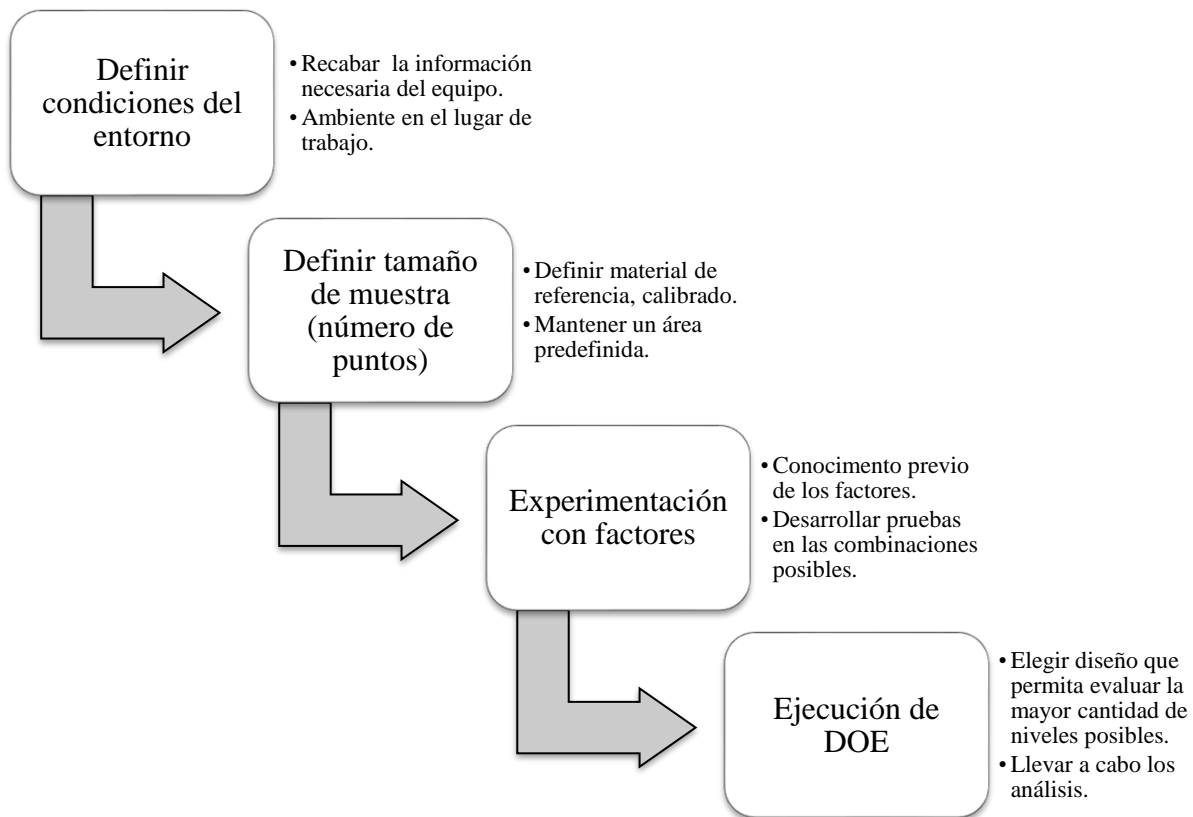 Definir
condiciones del
entorno
• Recabar la información
necesaria del equipo.
• Ambiente en el lugar de
trabajo.
Definir tamaño
de muestra
(número de
puntos)
• Definir material de
referencia, calibrado.
• Mantener un área
predefinida.
Experimentación
con factores
• Conocimento previo
de los factores.
• Desarrollar pruebas
en las combinaciones
posibles.
Ejecución de
DOE
• Elegir diseño que
permita evaluar la
mayor cantidad de
niveles posibles.
• Llevar a cabo los
análisis.